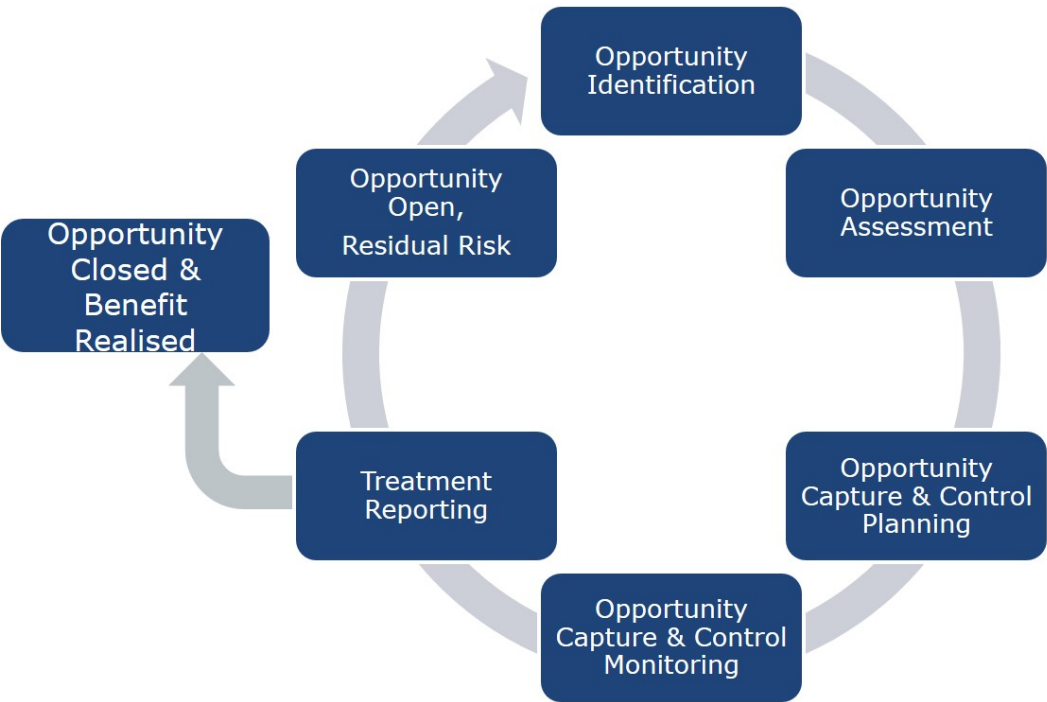 Opportunity
Identification
Opportunity
Assessment
Opportunity
Capture & Control
Planning
Opportunity
Capture & Control
Monitoring
Treatment
Reporting
Opportunity
Open,
Residual Risk
Opportunity
Closed &
Benefit
Realised